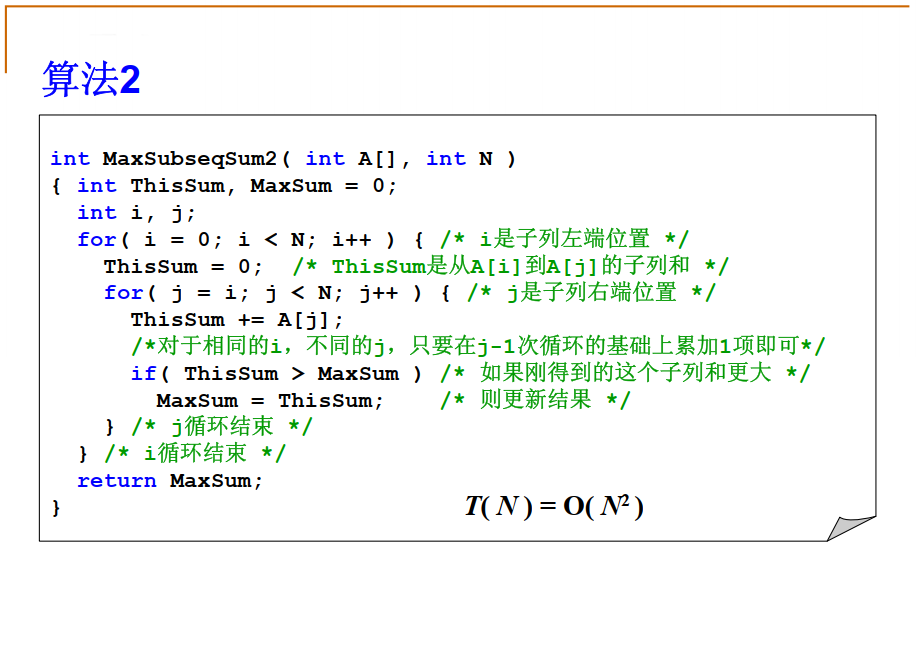 算法2
int MaxSubseqSum2( int A[], int N )
{ int ThisSum, MaxSum = 0;
int i, j;
for( i = 0; i < N; i++ ) { /* i是子列左端位置 */
ThisSum = 0; /* ThisSum是从A[i]到A[j]的子列和 */
for( j = i; j < N; j++ ) { /* j是子列右端位置 */
ThisSum += A[j];
/*对于相同的i，不同的j，只要在j-1次循环的基础上累加1项即可*/
if( ThisSum > MaxSum ) /* 如果刚得到的这个子列和更大 */
MaxSum = ThisSum; /* 则更新结果 */
} /* j循环结束 */
} /* i循环结束 */
return MaxSum;
}
T( N ) = O( N² )